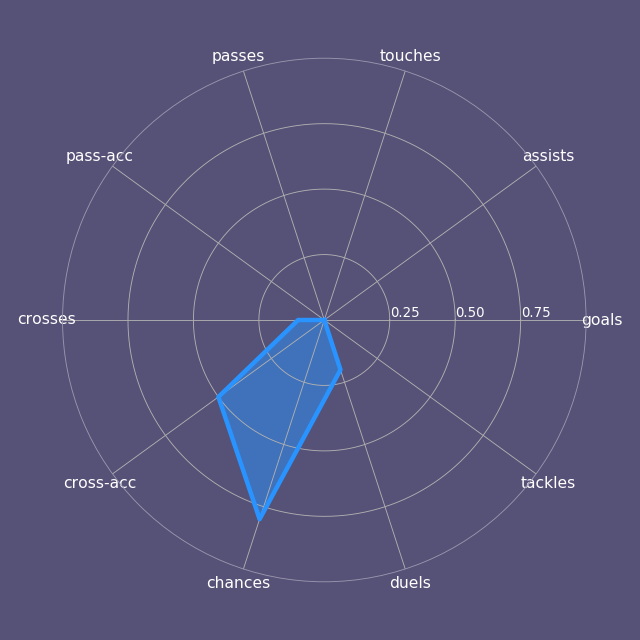 passes
touches
pass-acc
assists
crosses
0.25
0.50
0.75
goals
cross-acc
tackles
chances
duels